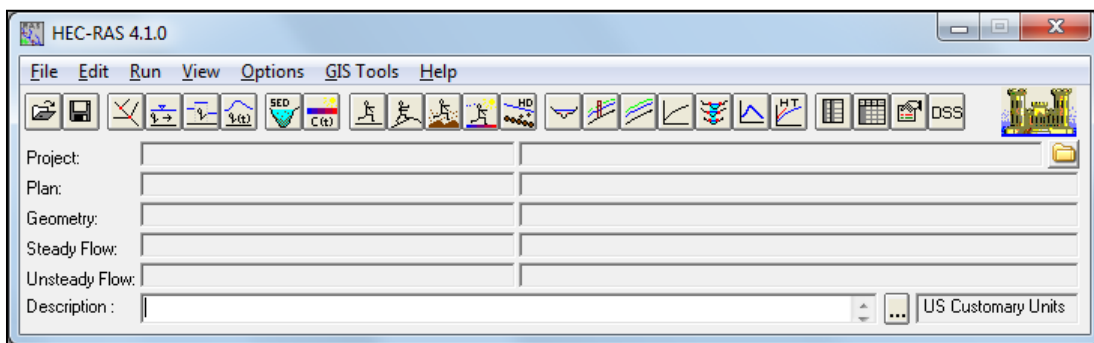 HEC-RAS 4.1.0
File Edit Run View Options GIS Tools Help
SED C(t) HD HT DSS
Project:
Plan:
Geometry:
Steady Flow:
Unsteady Flow:
Description : ... US Customary Units